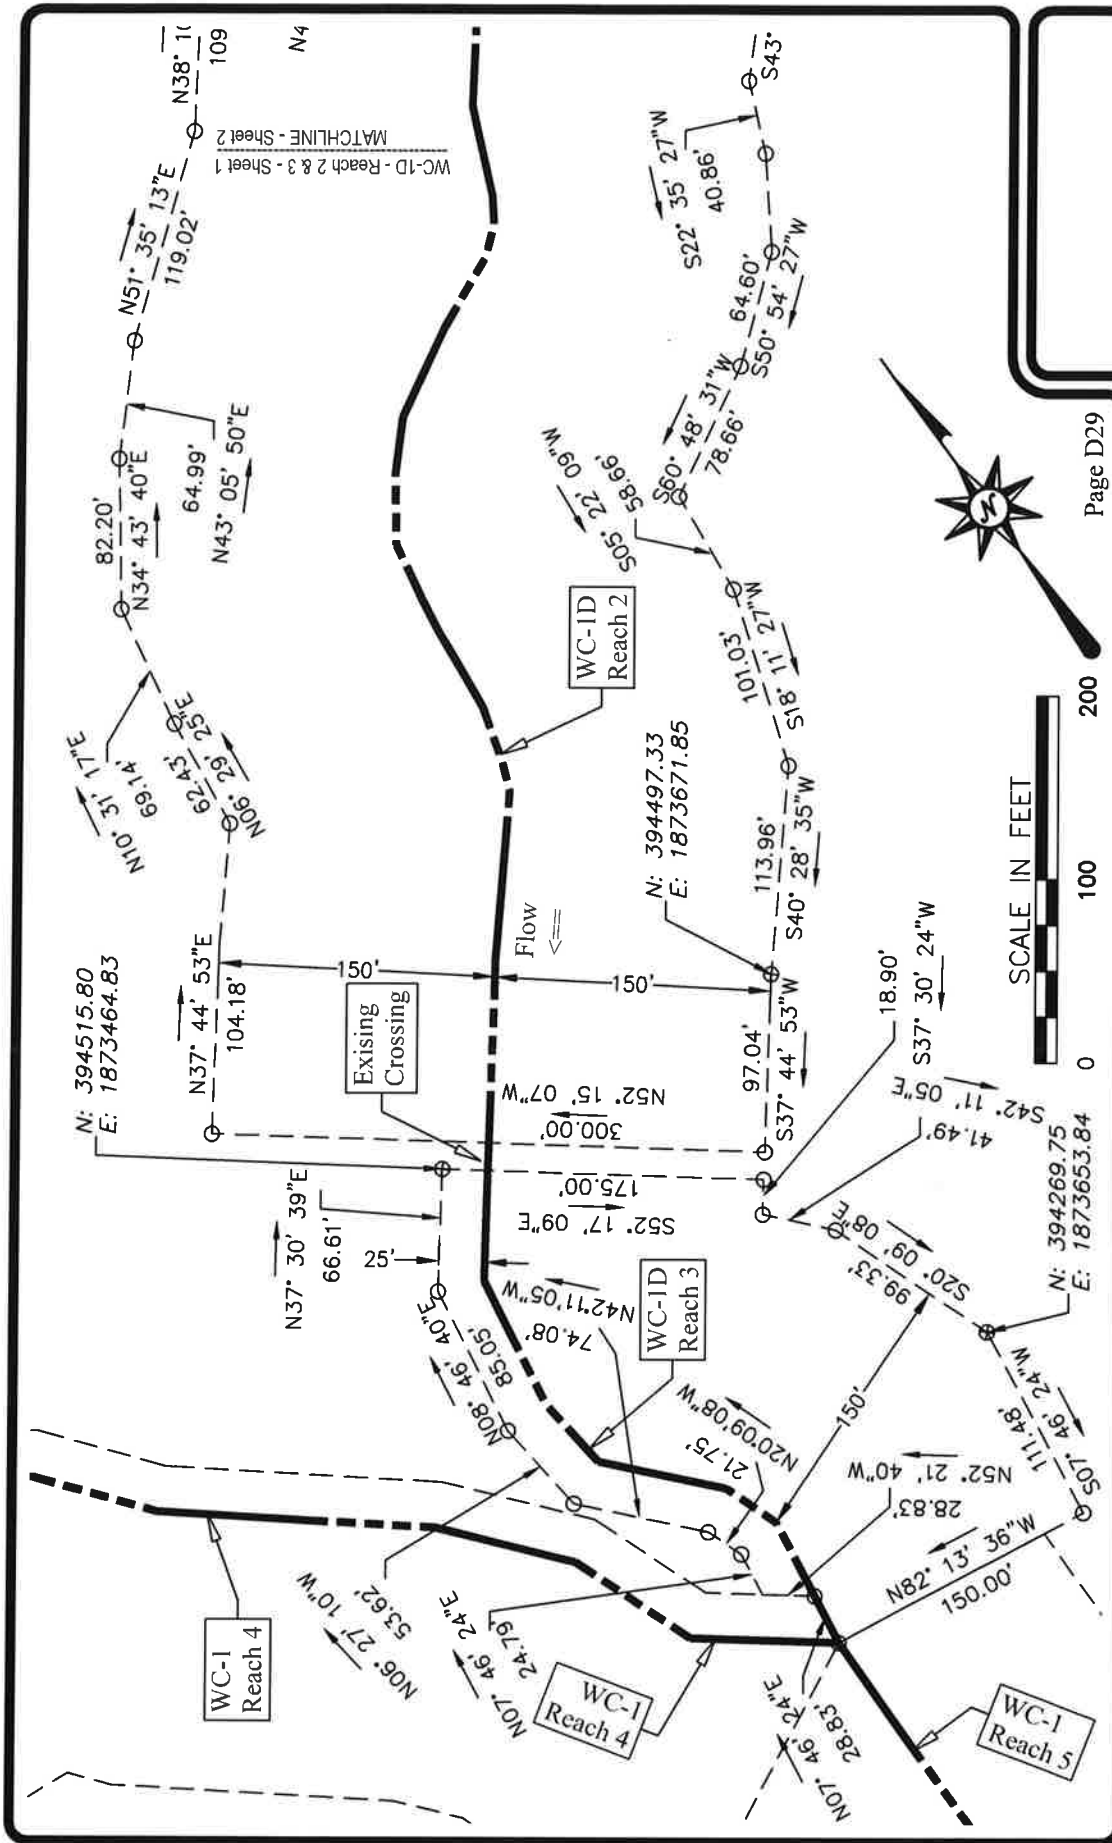 N38° 1
109
N4
MATCHLINE - Sheet 2
WC-1D - Reach 2 & 3 - Sheet 1
N51° 35' 13"E
119.02'
82.20'
N34° 43' 40"E
64.99'
N43° 05' 50"E
N10° 31' 17"E
69.14'
62.43'
N06° 29' 25"E
N37° 44' 53"E
104.18'
N: 394515.80
E: 1873464.83
150'
150'
Flow
<==
Exising
Crossing
WC-1D
Reach 2
N: 394497.33
E: 1873671.85
S43°
S22° 35' 27"W
40.86'
64.60'
S50° 54' 27"W
S60° 48' 31"W
78.66'
S05° 22' 09"W
58.66'
101.03'
S18° 11' 27"W
113.96'
S40° 28' 35"W
97.04'
S37° 44' 53"W
N52° 15' 07"W
300.00'
175.00'
S52° 17' 09"E
18.90'
S37° 30' 24"W
S42° 11' 05"E
41.49'
99.33'
S20° 09' 08"E
N: 394269.75
E: 1873653.84
N37° 30' 39"E
66.61'
25'
N08° 46' 40"E
85.05'
N42°11'05"W
74.08'
WC-1D
Reach 3
N20°09'08"W
21.75'
150'
S07° 46' 24"W
111.48'
N52° 21' 40"W
28.83'
N82° 13' 36"W
150.00'
N06° 27' 10"W
53.62'
N07° 46' 24"E
24.79'
N07° 46' 24"E
28.83'
WC-1
Reach 4
WC-1
Reach 4
WC-1
Reach 5
N
SCALE IN FEET
0 100 200
Page D29